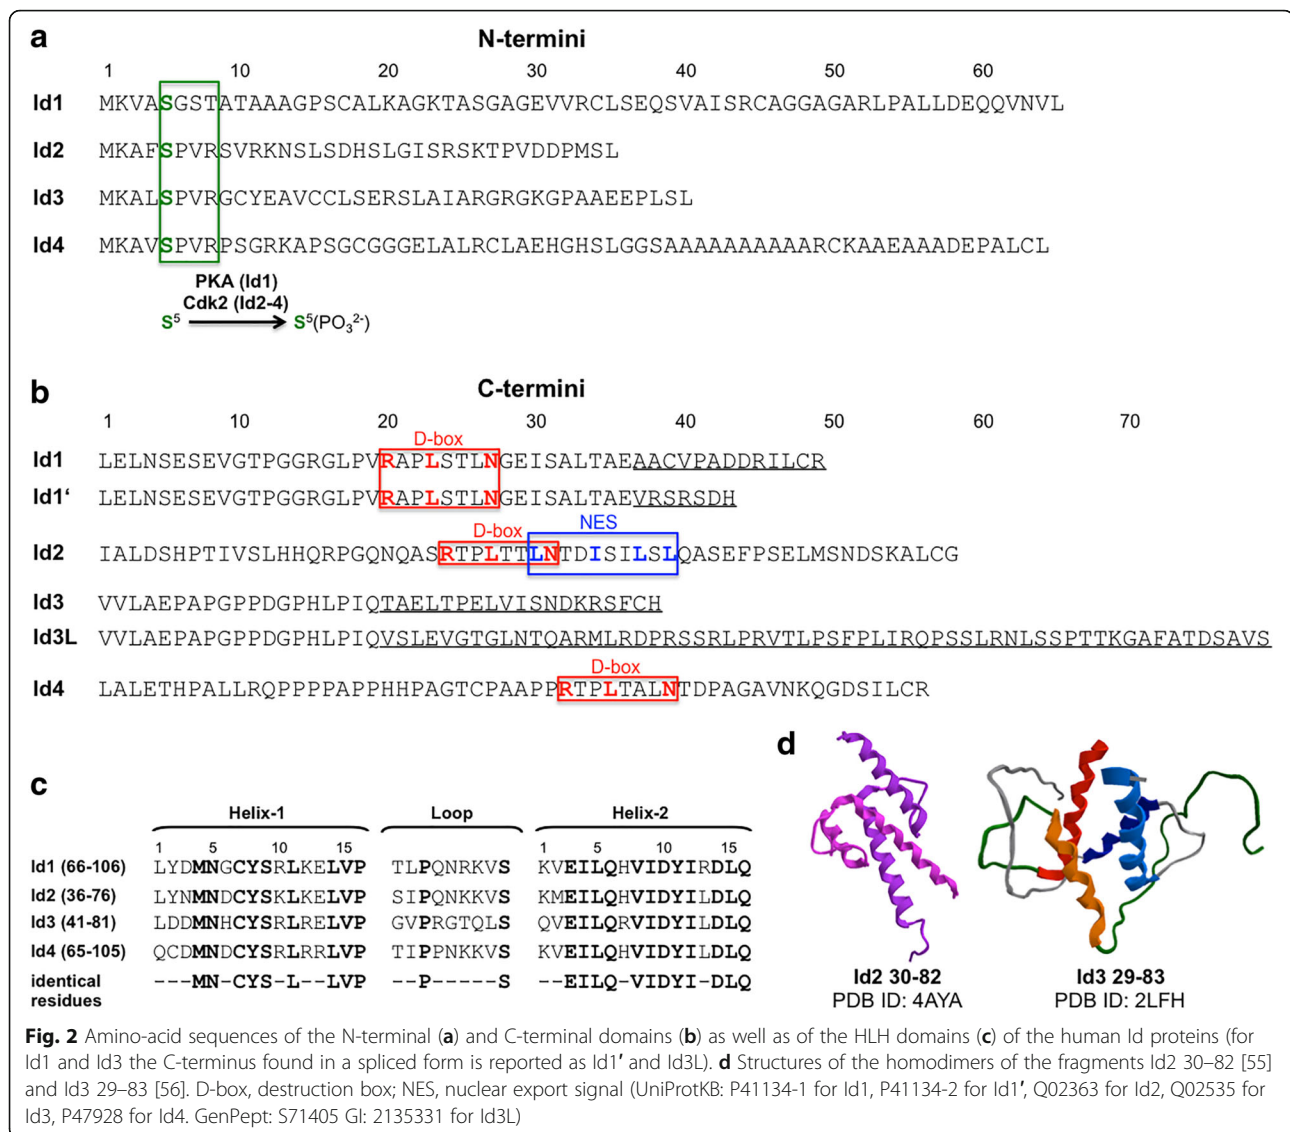 a
N-termini
1 10 20 30 40 50 60
Id1 MKVASGSTATAAAGPSCALKAGKTASGAGEVVRCLSEQSVAISRCAGGAGARLPALLDEQQVNVL
Id2 MKAFSPVRSVRKNSLSDHSLGISRSKTPVDDPMSL
Id3 MKALSPVRGCYEAVCCLSERSLAIARGRGKGPAAEEPLSL
Id4 MKAVSPVRPSGRKAPSGCGGGELALRCLAEHGHSLGGSAAAAAAAAAARCKAAEAAADEPALCL
PKA (Id1)
Cdk2 (Id2-4)
S⁵ S⁵(PO₃²⁻)
b
C-termini
1 10 20 30 40 50 60 70
D-box
Id1 LELNSESEVGTPGGRGLPVRAPLSTLNGEISALTAEAACVPADDRILCR
Id1‘ LELNSESEVGTPGGRGLPVRAPLSTLNGEISALTAEVRSRSDH
D-box NES
Id2 IALDSHPTIVSLHHQRPGQNQASRTPLTTLNTDISILSLQASEFPSELMSNDSKALCG
Id3 VVLAEPAPGPPDGPHLPIQTAELTPELVISNDKRSFCH
Id3L VVLAEPAPGPPDGPHLPIQVSLEVGTGLNTQARMLRDPRSSRLPRVTLPSFPLIRQPSSLRNLSSPTTKGAFATDSAVS
D-box
Id4 LALETHPALLRQPPPPAPPHHPAGTCPAAPPRTPLTALNTDPAGAVNKQGDSILCR
c
Helix-1 Loop Helix-2
1 5 10 15 1 5 10 15
Id1 (66-106) LYDMNGCYSRLKELVP TLPQNRKVS KVEILQHVIDYIRDLQ
Id2 (36-76) LYNMNDCYSKLKELVP SIPQNKKVS KMEILQHVIDYILDLQ
Id3 (41-81) LDDMNHCYSRLRELVP GVPRGTQLS QVEILQRVIDYILDLQ
Id4 (65-105) QCDMNDCYSRLRRLVP TIPPNKKVS KVEILQHVIDYILDLQ
identical ---MN-CYS-L--LVP --P-----S --EILQ-VIDYI-DLQ
residues
d
Id2 30-82
PDB ID: 4AYA
Id3 29-83
PDB ID: 2LFH
Fig. 2 Amino-acid sequences of the N-terminal (a) and C-terminal domains (b) as well as of the HLH domains (c) of the human Id proteins (for
Id1 and Id3 the C-terminus found in a spliced form is reported as Id1′ and Id3L). d Structures of the homodimers of the fragments Id2 30–82 [55]
and Id3 29–83 [56]. D-box, destruction box; NES, nuclear export signal (UniProtKB: P41134-1 for Id1, P41134-2 for Id1′, Q02363 for Id2, Q02535 for
Id3, P47928 for Id4. GenPept: S71405 GI: 2135331 for Id3L)